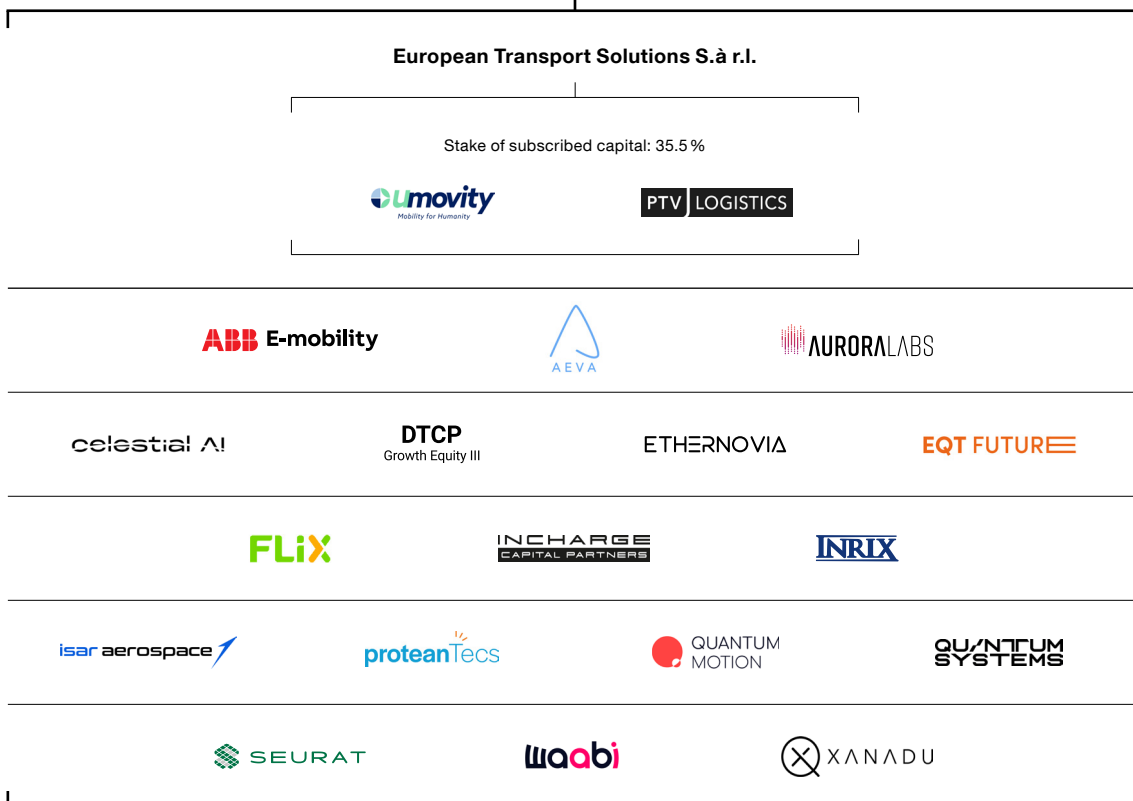 European Transport Solutions S.à r.l.
Stake of subscribed capital: 35.5 %
umovity
Mobility for Humanity
PTV LOGISTICS
ABB E-mobility
AEVA
AURORALABS
celestial AI
DTCP
Growth Equity III
ETHERNOVIA
EQT FUTURE
FLiX
INCHARGE
CAPITAL PARTNERS
INRIX
isar aerospace
proteanTecs
QUANTUM
MOTION
QUANTUM
SYSTEMS
SEURAT
waabi
XANADU